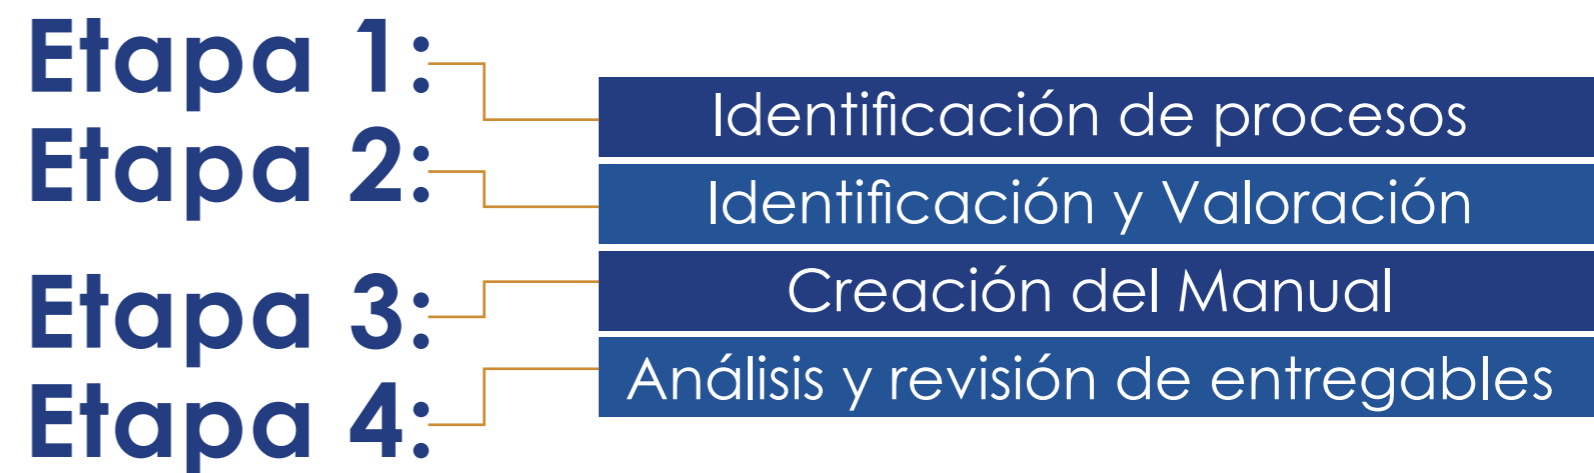 Etapa 1:
Identificación de procesos
Etapa 2:
Identificación y Valoración
Etapa 3:
Creación del Manual
Etapa 4:
Análisis y revisión de entregables